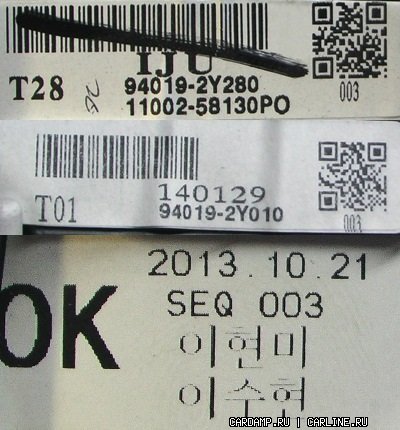 IJU
T28
94019-2Y280
11002-58130PO
003
140129
T01
94019-2Y010
003
2013.10.21
OK
SEQ 003
이현미
이수현
CARDAMP.RU | CARLINE.RU